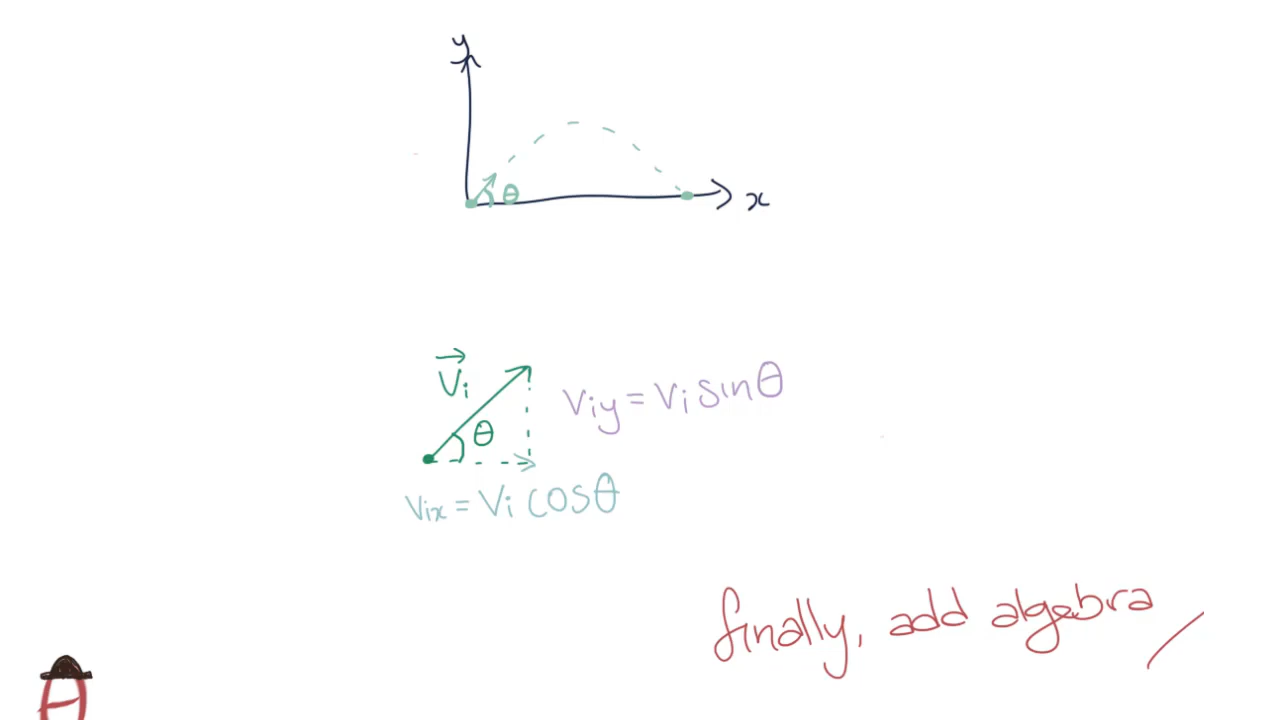 y
θ
x
Vi
θ
Viy = Vi sinθ
Vix = Vi cosθ
finally, add algebra
θ